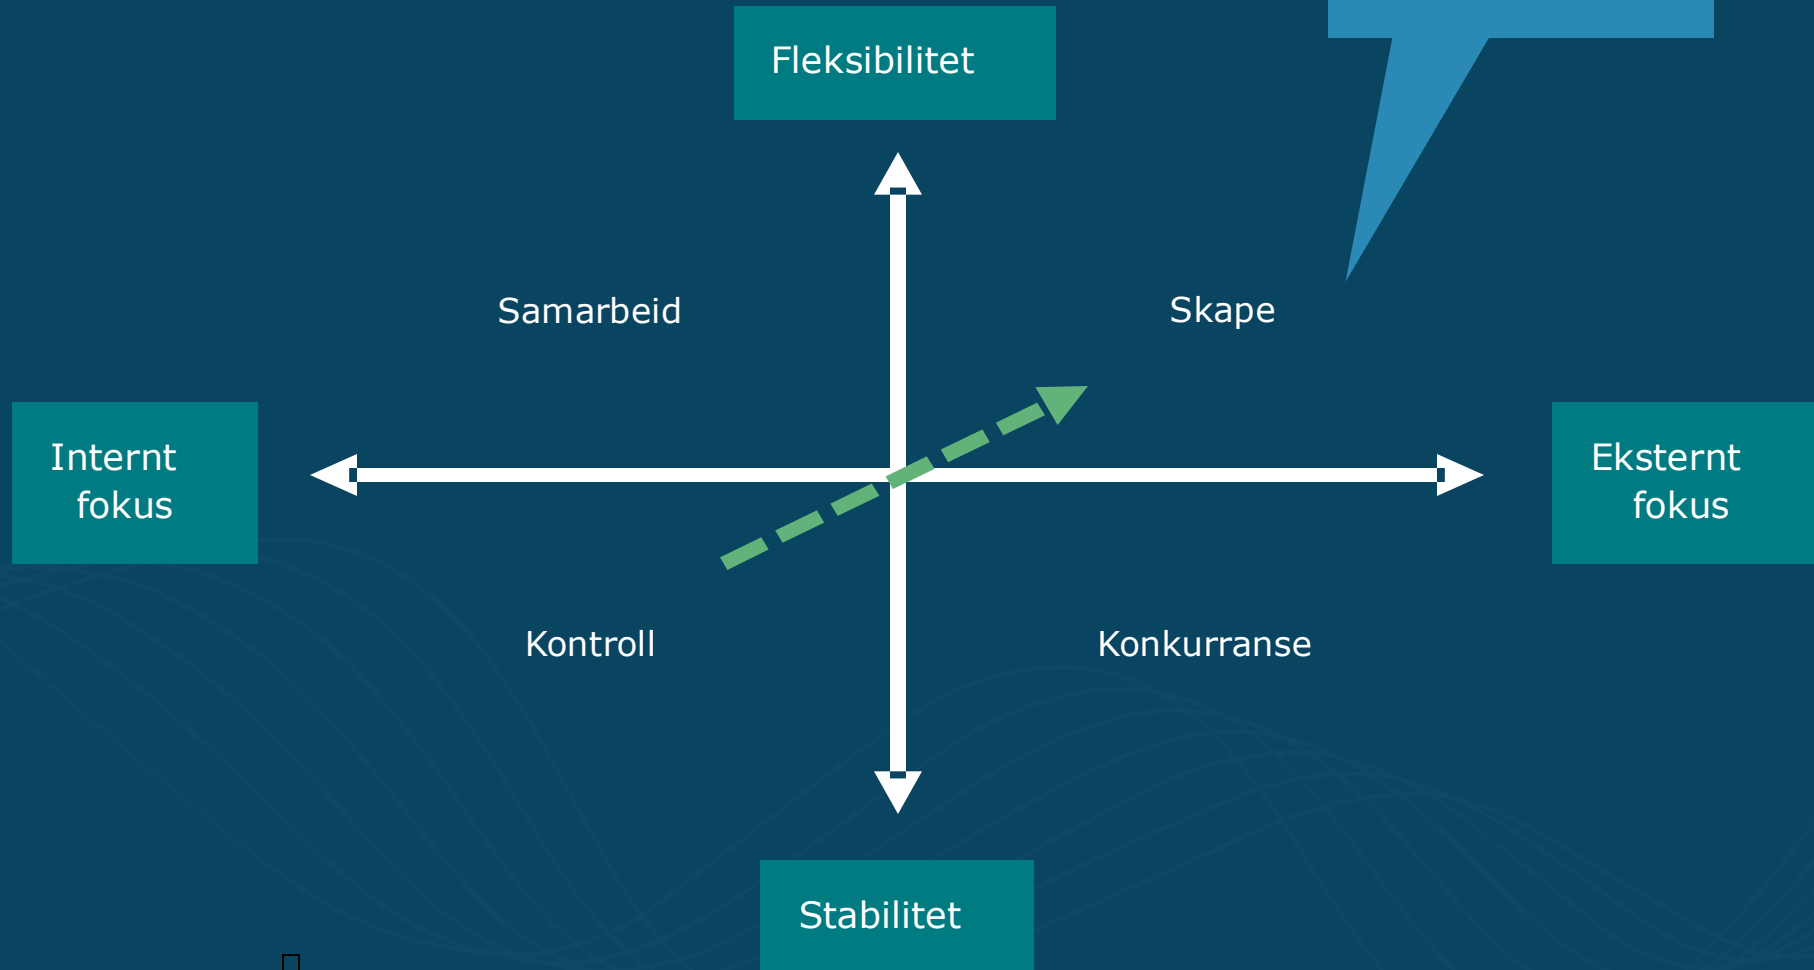 Fleksibilitet
Samarbeid
Skape
Internt
fokus
Eksternt
fokus
Kontroll
Konkurranse
Stabilitet